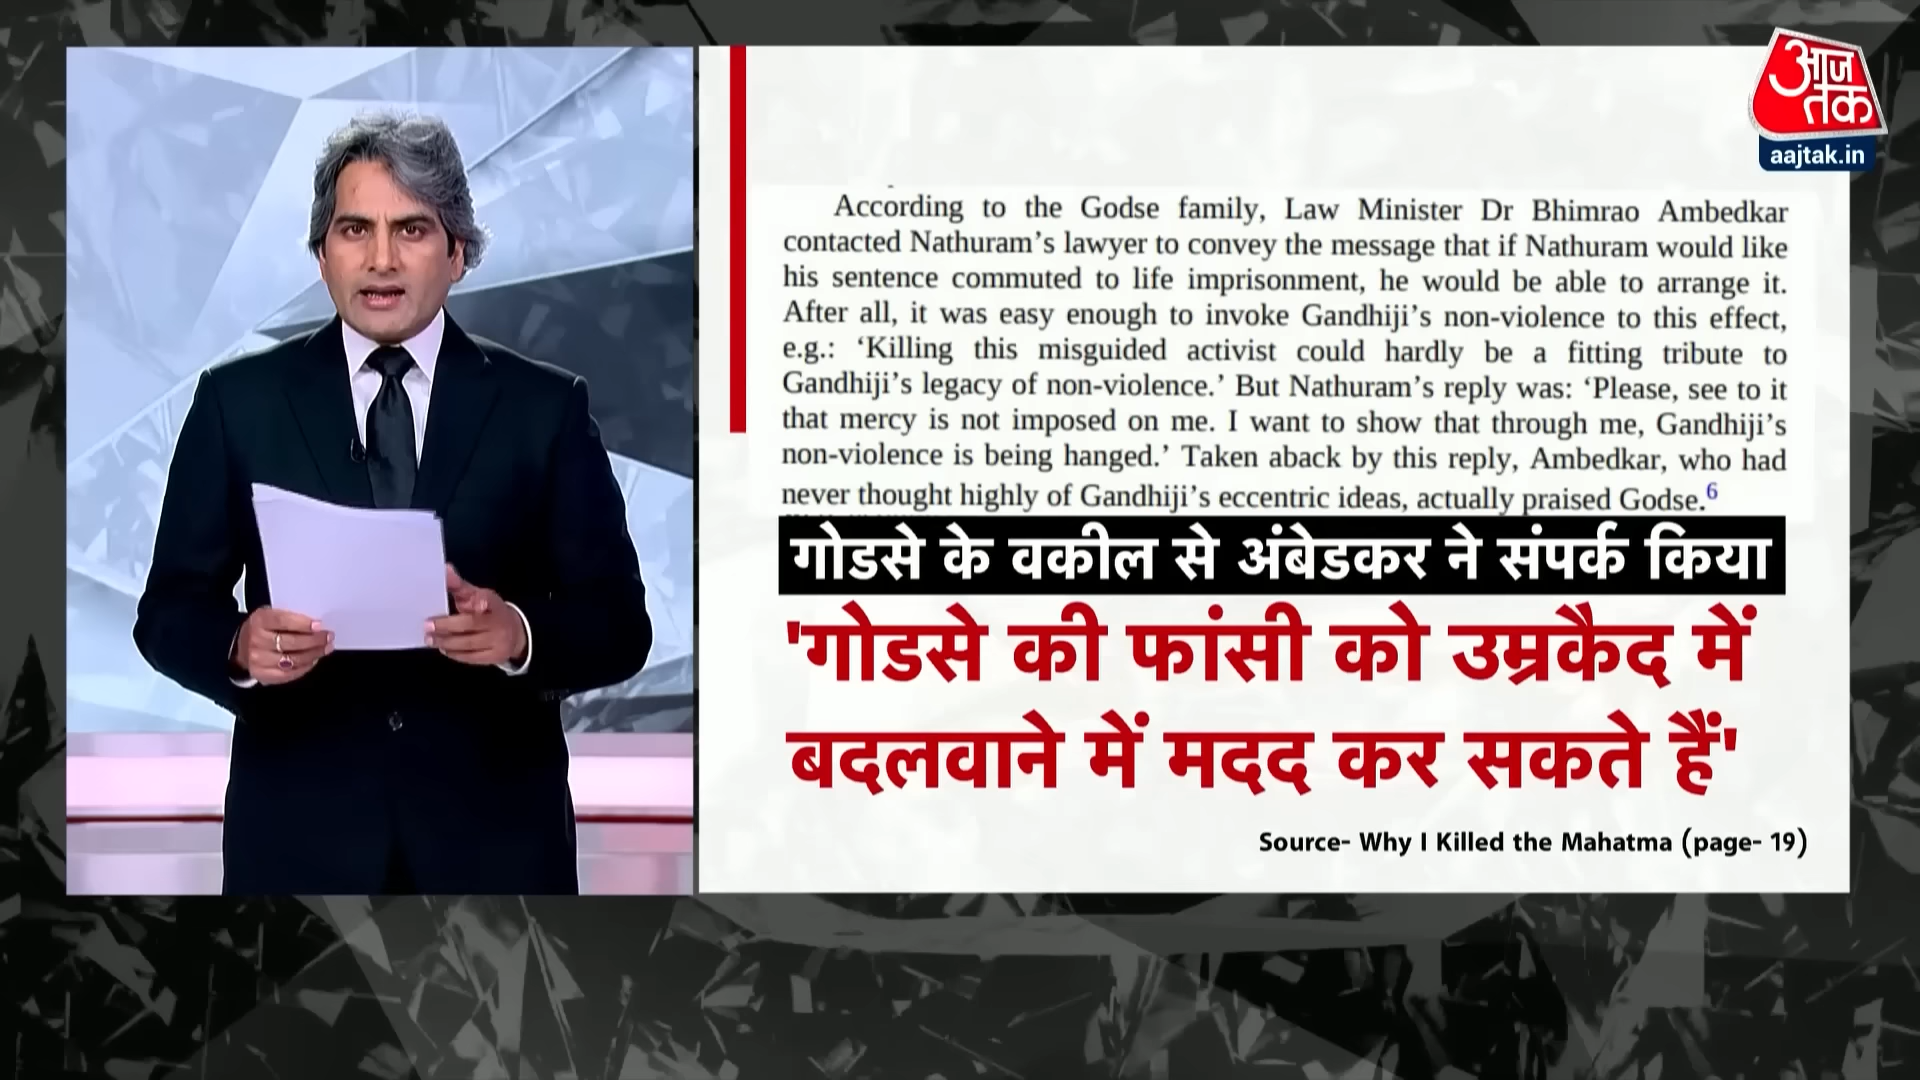 आज
तक
aajtak.in
According to the Godse family, Law Minister Dr Bhimrao Ambedkar
contacted Nathuram’s lawyer to convey the message that if Nathuram would like
his sentence commuted to life imprisonment, he would be able to arrange it.
After all, it was easy enough to invoke Gandhiji’s non-violence to this effect,
e.g.: ‘Killing this misguided activist could hardly be a fitting tribute to
Gandhiji’s legacy of non-violence.’ But Nathuram’s reply was: ‘Please, see to it
that mercy is not imposed on me. I want to show that through me, Gandhiji’s
non-violence is being hanged.’ Taken aback by this reply, Ambedkar, who had
never thought highly of Gandhiji’s eccentric ideas, actually praised Godse.6
गोडसे के वकील से अंबेडकर ने संपर्क किया
'गोडसे की फांसी को उम्रकैद में
बदलवाने में मदद कर सकते हैं'
Source- Why I Killed the Mahatma (page- 19)